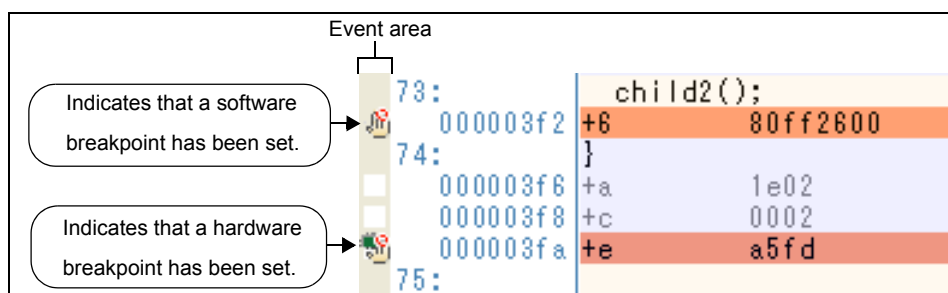 Event area
73: child2();
Indicates that a software
breakpoint has been set.
000003f2 +6 80ff2600
74: }
000003f6 +a 1e02
000003f8 +c 0002
Indicates that a hardware
breakpoint has been set.
000003fa +e a5fd
75: